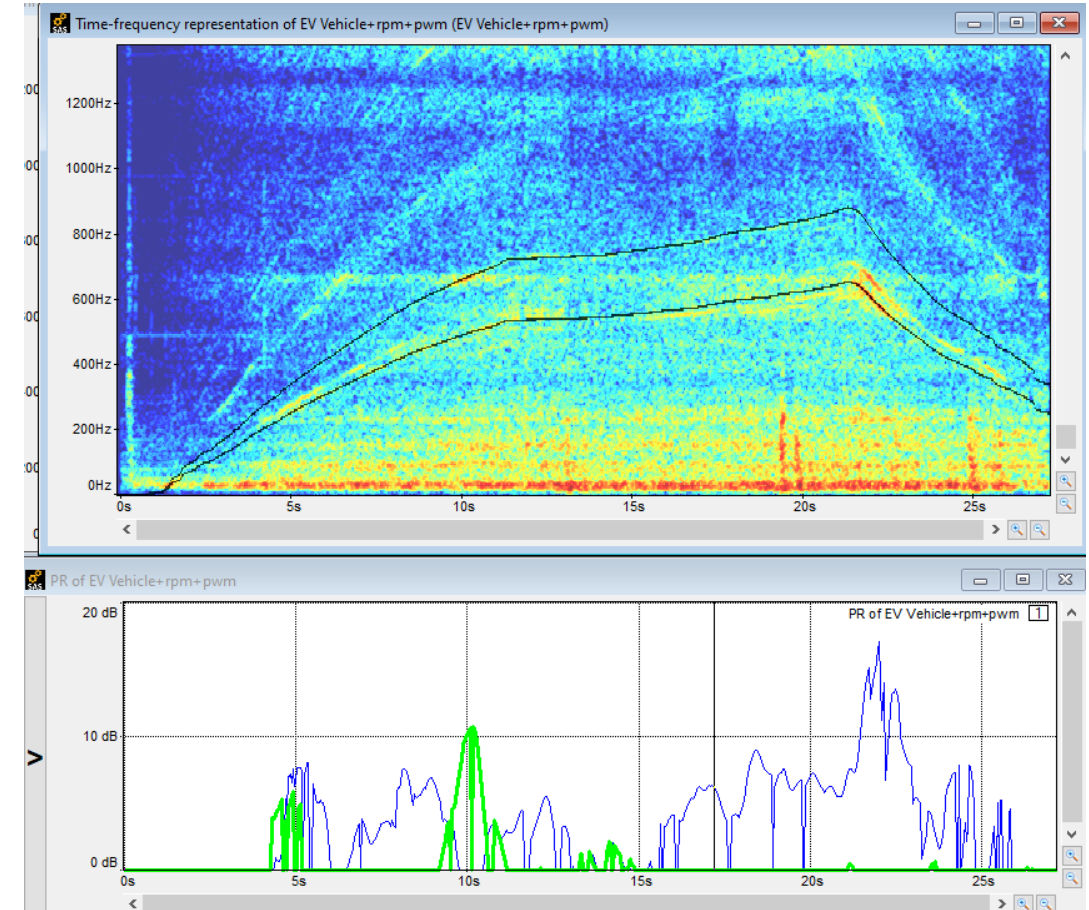 SAS Time-frequency representation of EV Vehicle+rpm+pwm (EV Vehicle+rpm+pwm)
1200Hz
1000Hz
800Hz
600Hz
400Hz
200Hz
0Hz
0s 5s 10s 15s 20s 25s
SAS PR of EV Vehicle+rpm+pwm
20 dB
PR of EV Vehicle+rpm+pwm 1
10 dB
0 dB
0s 5s 10s 15s 20s 25s